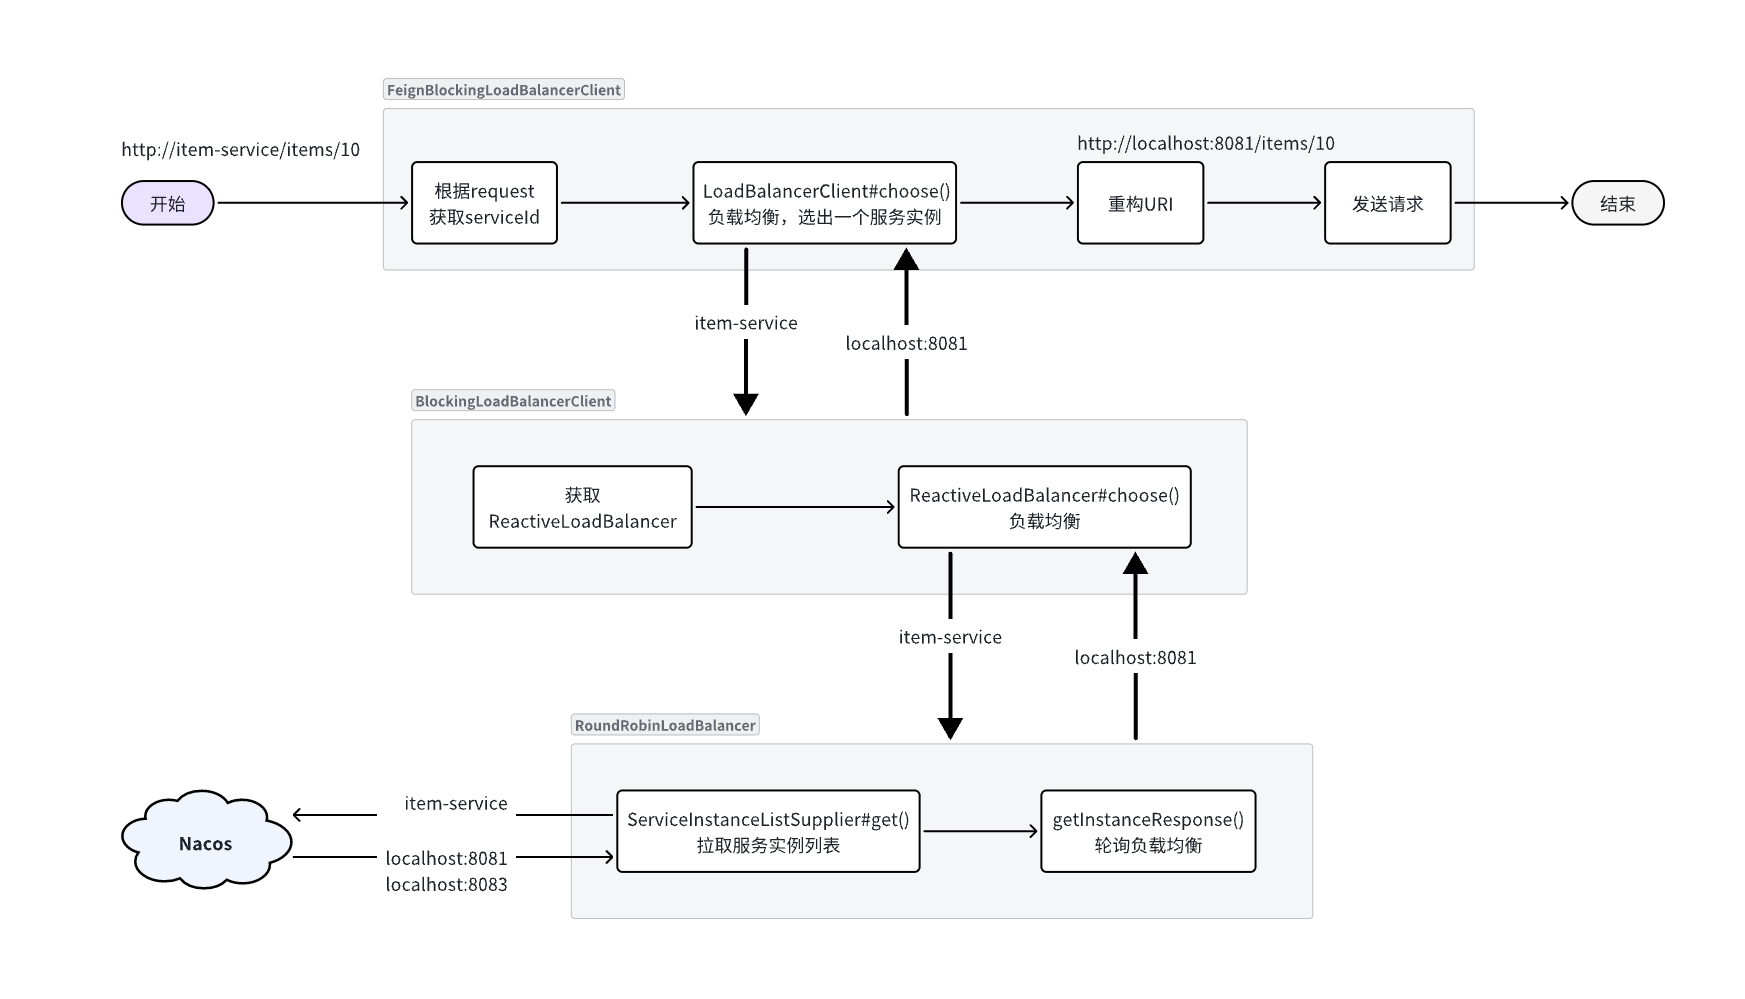 FeignBlockingLoadBalancerClient
http://item-service/items/10
http://localhost:8081/items/10
开始
根据request
获取serviceId
LoadBalancerClient#choose()
负载均衡，选出一个服务实例
重构URI
发送请求
结束
item-service
localhost:8081
BlockingLoadBalancerClient
获取
ReactiveLoadBalancer
ReactiveLoadBalancer#choose()
负载均衡
item-service
localhost:8081
RoundRobinLoadBalancer
Nacos
item-service
localhost:8081
localhost:8083
ServiceInstanceListSupplier#get()
拉取服务实例列表
getInstanceResponse()
轮询负载均衡